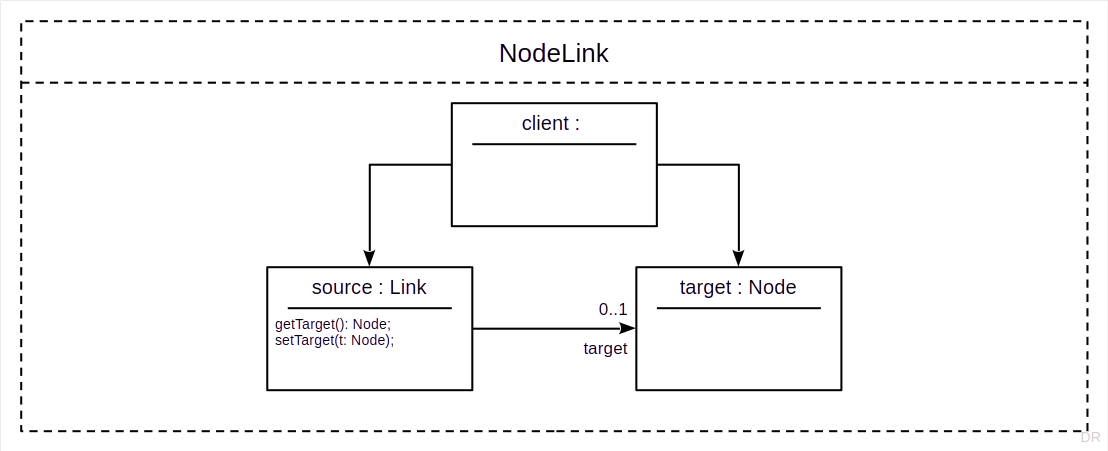 NodeLink
client :
source : Link
getTarget(): Node;
setTarget(t: Node);
0..1
target
target : Node
DR